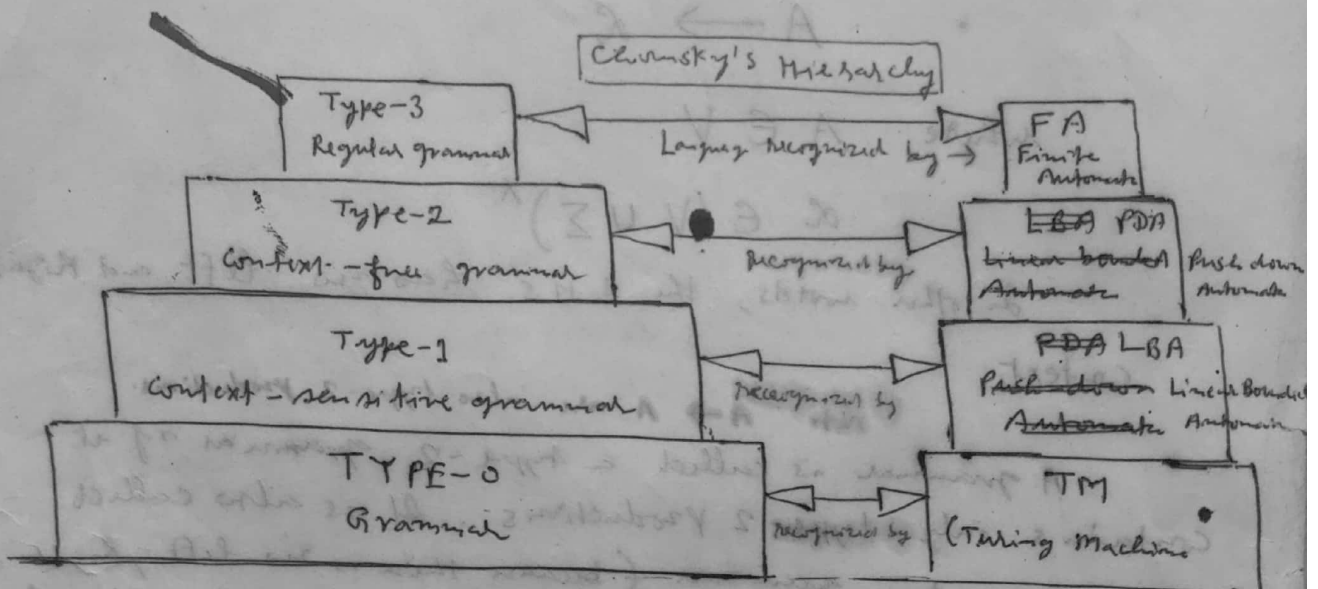 Chomsky's Hierarchy
Type-3
Regular grammar
Language recognized by →
FA
Finite
Automata
Type-2
Context-free grammar
recognized by
LBA PDA
Linear bounded Push down
Automata Automata
Type-1
Context-sensitive grammar
recognized by
PDA LBA
Push down Linear Bounded
Automata Automata
TYPE-0
Grammar
recognized by
TM
(Turing Machine